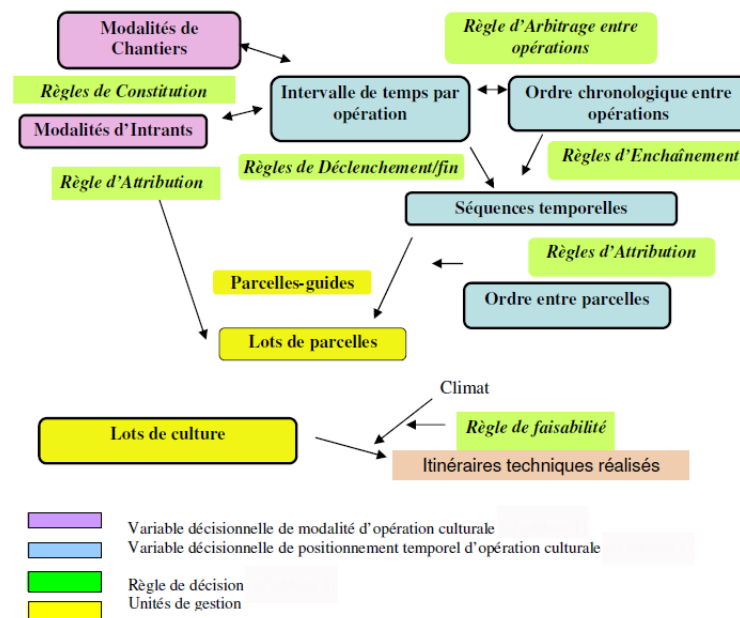 Modalités de
Chantiers
Règle d'Arbitrage entre
opérations
Règles de Constitution
Intervalle de temps par
opération
Ordre chronologique entre
opérations
Modalités d'Intrants
Règles de Déclenchement/fin
Règles d'Enchaînement
Règle d'Attribution
Séquences temporelles
Règles d'Attribution
Parcelles-guides
Ordre entre parcelles
Lots de parcelles
Climat
Lots de culture
Règle de faisabilité
Itinéraires techniques réalisés
Variable décisionnelle de modalité d'opération culturale
Variable décisionnelle de positionnement temporel d'opération culturale
Règle de décision
Unités de gestion